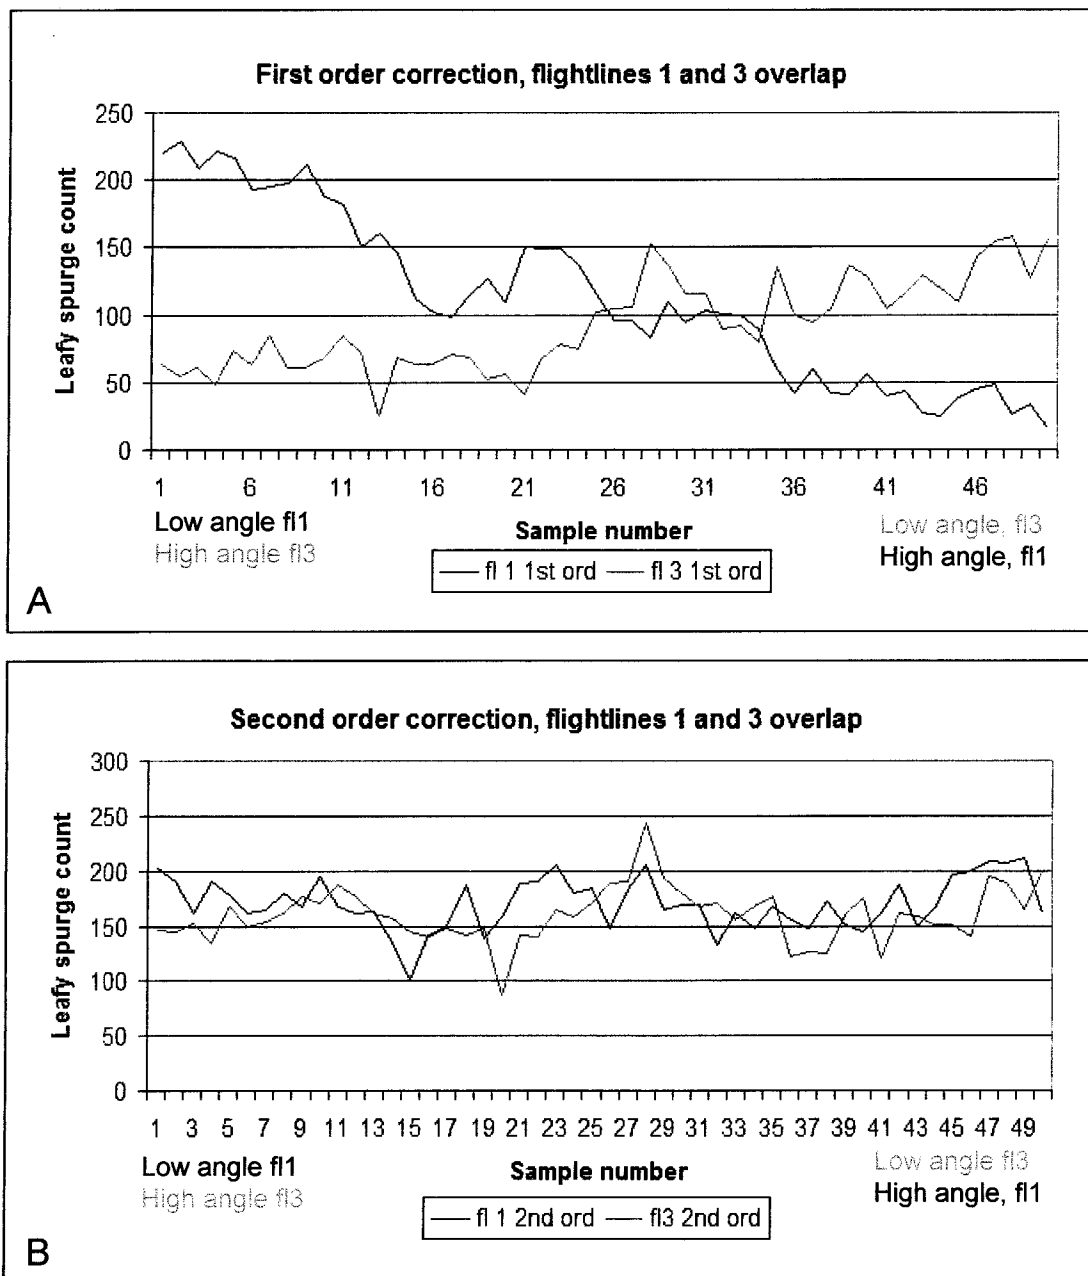 First order correction, flightlines 1 and 3 overlap
250
200
150
100
50
0
Leafy spurge count
1 6 11 16 21 26 31 36 41 46
Low angle fl1
High angle fl3
Sample number
Low angle, fl3
High angle, fl1
fl 1 1st ord fl 3 1st ord
A
Second order correction, flightlines 1 and 3 overlap
300
250
200
150
100
50
0
Leafy spurge count
1 3 5 7 9 11 13 15 17 19 21 23 25 27 29 31 33 35 37 39 41 43 45 47 49
Low angle fl1
High angle fl3
Sample number
Low angle fl3
High angle, fl1
fl 1 2nd ord fl3 2nd ord
B